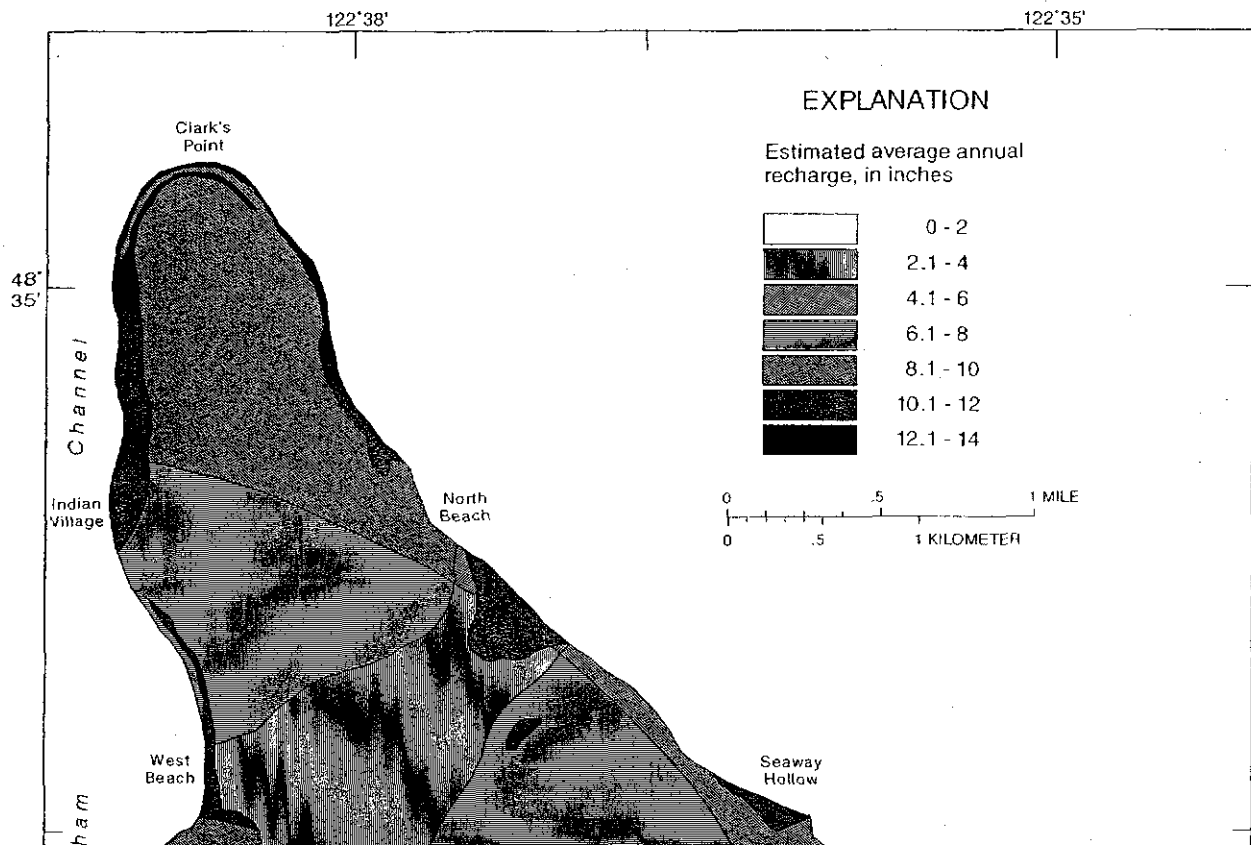 122°38'
122°35'
EXPLANATION
Clark's
Point
Estimated average annual
recharge, in inches
0 - 2
2.1 - 4
48°
35'
4.1 - 6
6.1 - 8
8.1 - 10
10.1 - 12
12.1 - 14
Channel
Indian
Village
North
Beach
0 .5 1 MILE
0 .5 1 KILOMETER
West
Beach
Seaway
Hollow
ham